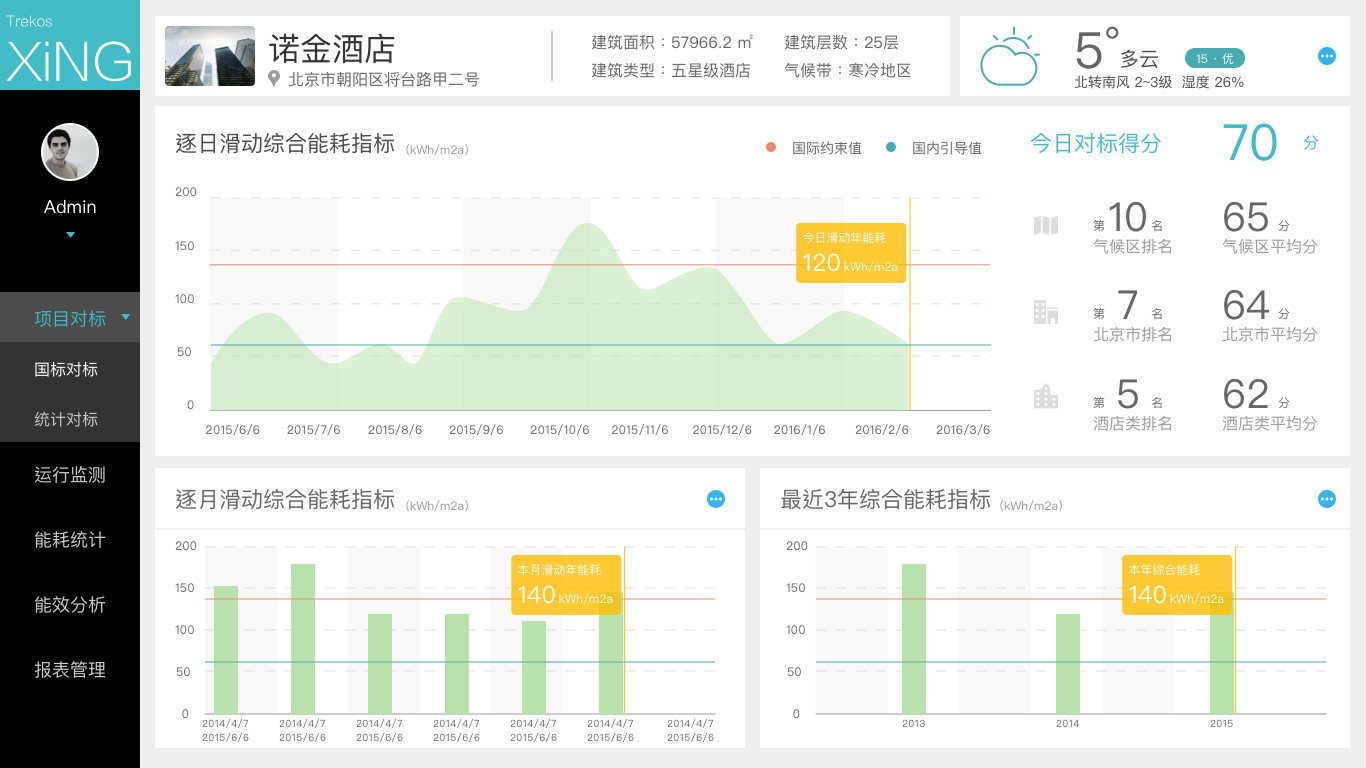 Trekos
XiNG
Admin
项目对标
国标对标
统计对标
运行监测
能耗统计
能效分析
报表管理
诺金酒店
北京市朝阳区将台路甲二号
建筑面积：57966.2 ㎡
建筑层数：25层
建筑类型：五星级酒店
气候带：寒冷地区
5° 多云
15 · 优
北转南风 2~3级 湿度 26%
逐日滑动综合能耗指标 (kWh/m2a)
国际约束值
国内引导值
200
150
100
50
0
今日滑动年能耗
120 kWh/m2a
2015/6/6
2015/7/6
2015/8/6
2015/9/6
2015/10/6
2015/11/6
2015/12/6
2016/1/6
2016/2/6
2016/3/6
今日对标得分 70 分
第 10 名
65 分
气候区排名
气候区平均分
第 7 名
64 分
北京市排名
北京市平均分
第 5 名
62 分
酒店类排名
酒店类平均分
逐月滑动综合能耗指标 (kWh/m2a)
200
150
100
50
0
本月滑动年能耗
140 kWh/m2a
2014/4/7
2015/6/6
2014/4/7
2015/6/6
2014/4/7
2015/6/6
2014/4/7
2015/6/6
2014/4/7
2015/6/6
2014/4/7
2015/6/6
2014/4/7
2015/6/6
最近3年综合能耗指标 (kWh/m2a)
200
150
100
50
0
本年综合能耗
140 kWh/m2a
2013
2014
2015